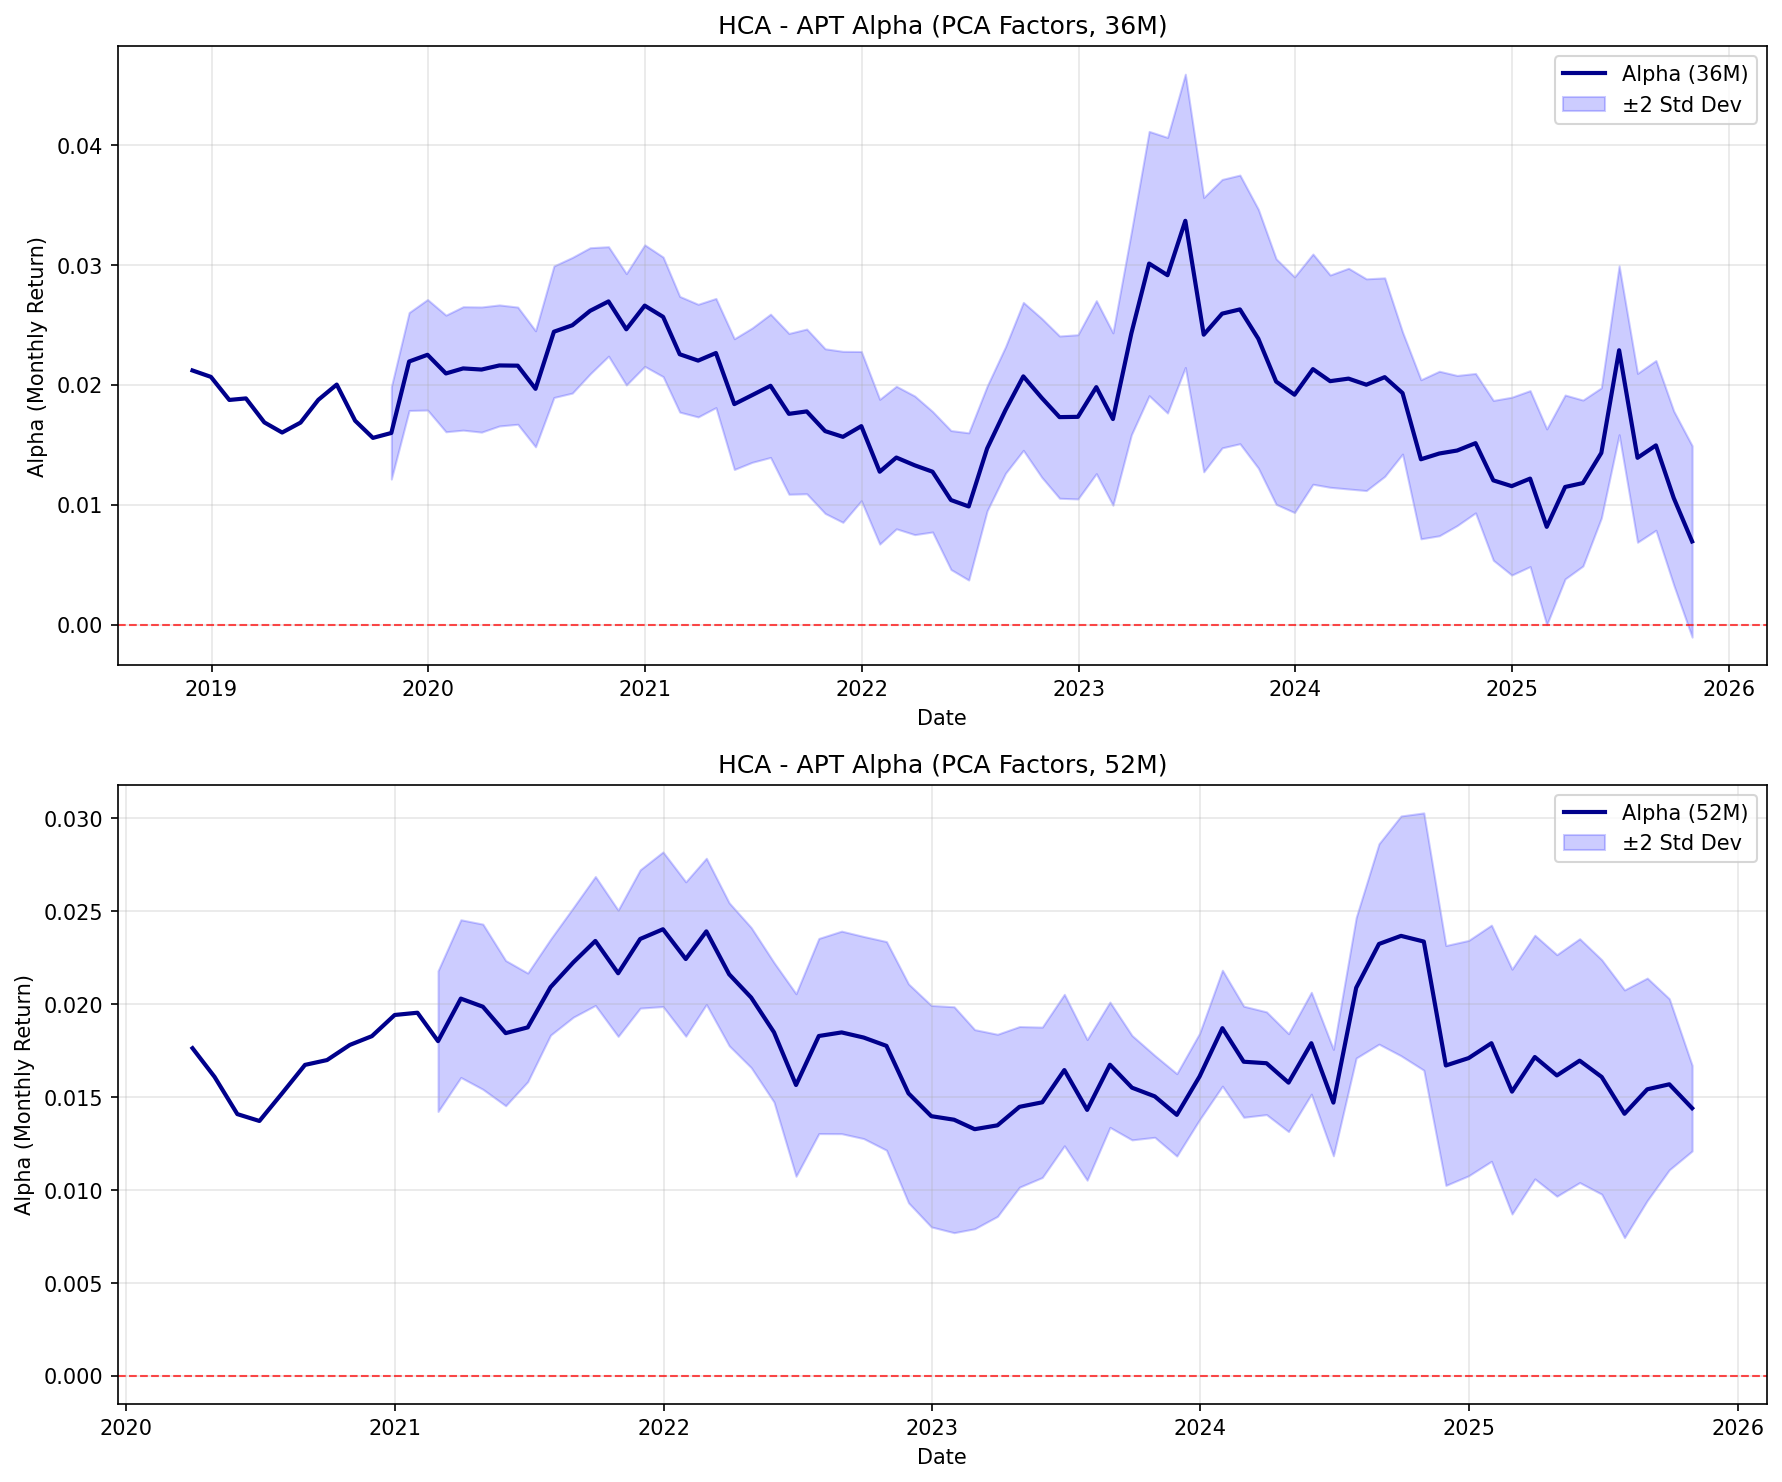 HCA - APT Alpha (PCA Factors, 36M)
Alpha (36M)
±2 Std Dev
Alpha (Monthly Return)
0.04
0.03
0.02
0.01
0.00
2019 2020 2021 2022 2023 2024 2025 2026
Date
HCA - APT Alpha (PCA Factors, 52M)
Alpha (52M)
±2 Std Dev
Alpha (Monthly Return)
0.030
0.025
0.020
0.015
0.010
0.005
0.000
2020 2021 2022 2023 2024 2025 2026
Date